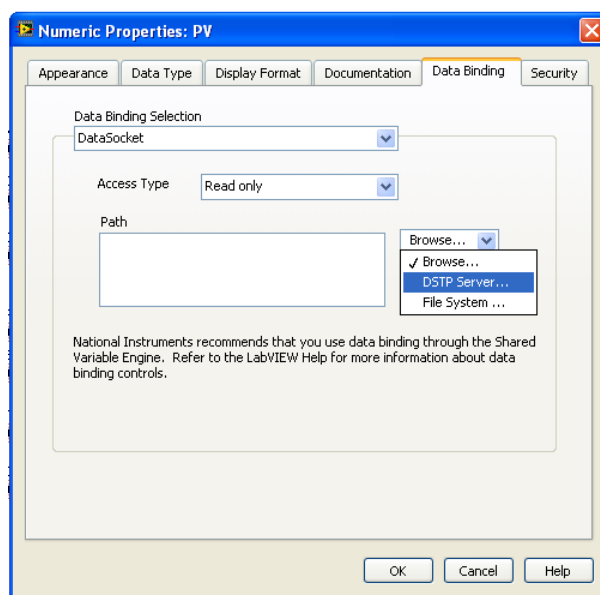 Numeric Properties: PV
Appearance Data Type Display Format Documentation Data Binding Security
Data Binding Selection
DataSocket
Access Type Read only
Path
Browse...
✓ Browse...
DSTP Server...
File System ...
National Instruments recommends that you use data binding through the Shared
Variable Engine. Refer to the LabVIEW Help for more information about data
binding controls.
OK Cancel Help